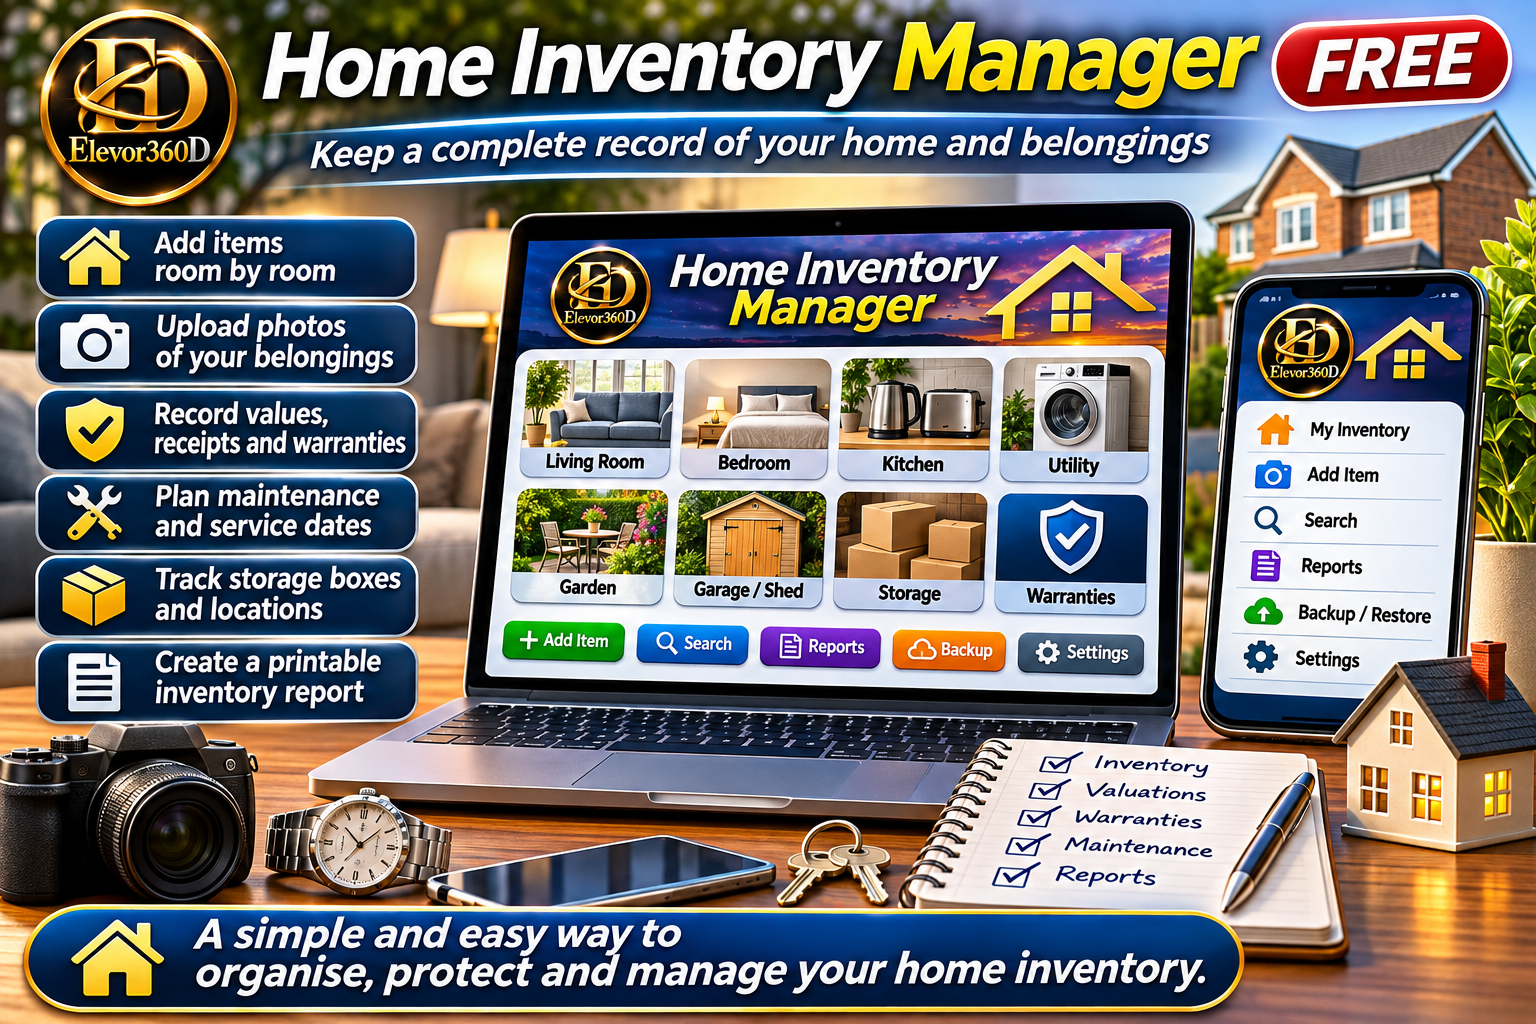 Elevor360D
Home Inventory Manager
FREE
Keep a complete record of your home and belongings
Add items
room by room
Upload photos
of your belongings
Record values,
receipts and warranties
Plan maintenance
and service dates
Track storage boxes
and locations
Create a printable
inventory report
Elevor360D
Home Inventory
Manager
Living Room
Bedroom
Kitchen
Utility
Garden
Garage / Shed
Storage
Warranties
+ Add Item
Search
Reports
Backup
Settings
Elevor360D
My Inventory
Add Item
Search
Reports
Backup / Restore
Settings
Inventory
Valuations
Warranties
Maintenance
Reports
A simple and easy way to
organise, protect and manage your home inventory.